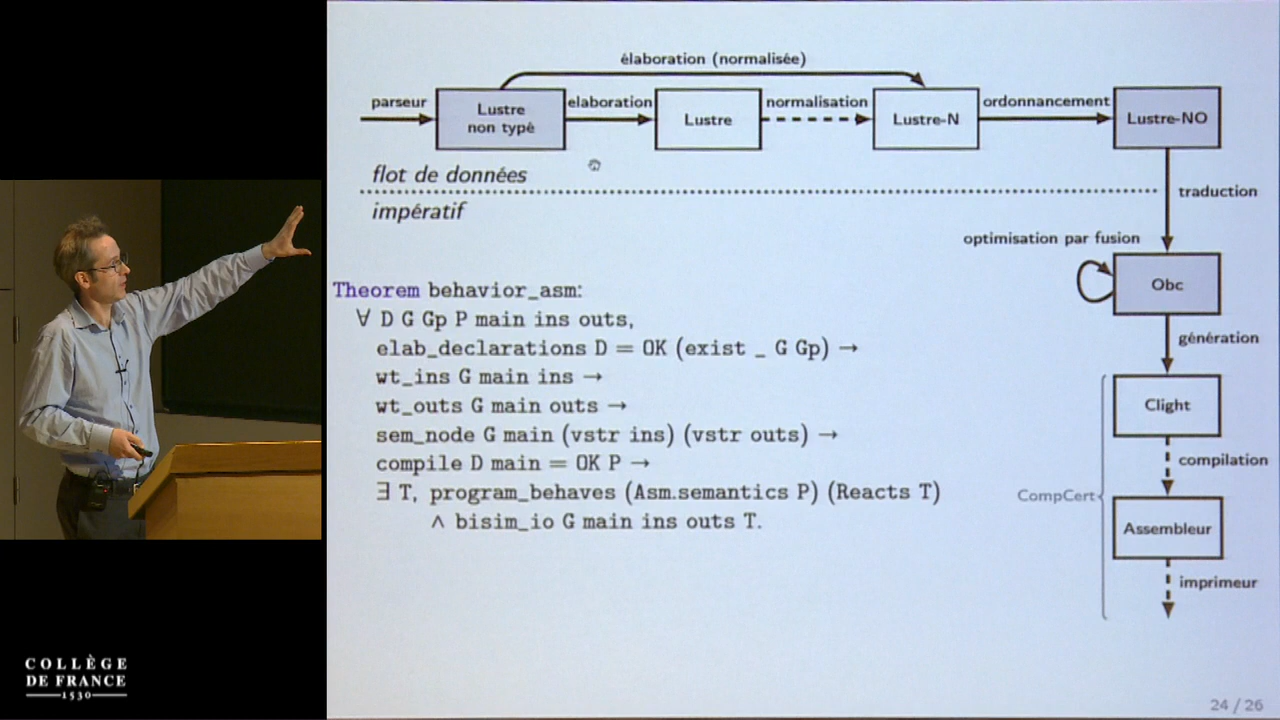 élaboration (normalisée)
parseur
Lustre
non typé
elaboration
Lustre
normalisation
Lustre-N
ordonnancement
Lustre-NO
flot de données
impératif
traduction
optimisation par fusion
Obc
génération
Clight
compilation
CompCert
Assembleur
imprimeur
Theorem behavior_asm:
∀ D G Gp P main ins outs,
elab_declarations D = OK (exist _ G Gp) →
wt_ins G main ins →
wt_outs G main outs →
sem_node G main (vstr ins) (vstr outs) →
compile D main = OK P →
∃ T, program_behaves (Asm.semantics P) (Reacts T)
∧ bisim_io G main ins outs T.
COLLÈGE
DE FRANCE
1530
24 / 26